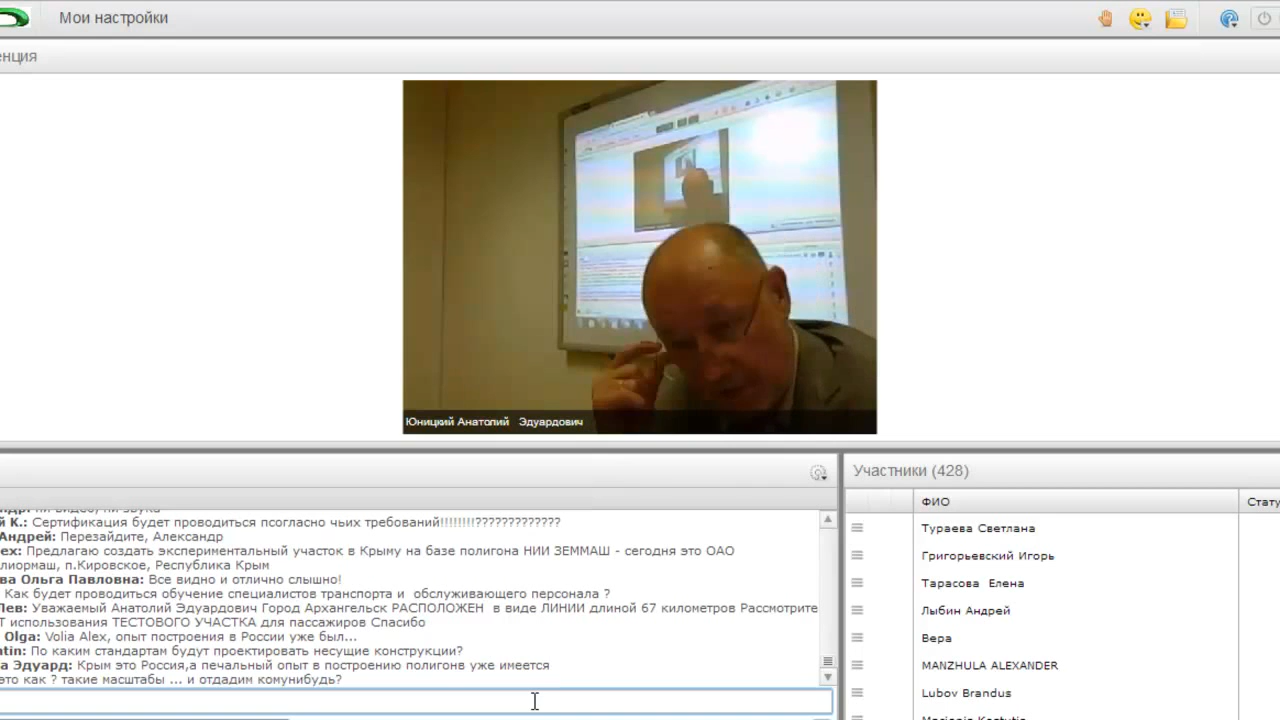 Мои настройки
енция
Юницкий Анатолий Эдуардович
Участники (428)
ФИО
Стату
Тураева Светлана
Григорьевский Игорь
Тарасова Елена
Лыбин Андрей
Вера
MANZHULA ALEXANDER
Lubov Brandus
й К.: Сертификация будет проводиться псогласно чьих требований!!!!!!!!?????????????
Андрей: Перезайдите, Александр
ex: Предлагаю создать экспериментальный участок в Крыму на базе полигона НИИ ЗЕММАШ - сегодня это ОАО
лиормаш, п.Кировское, Республика Крым
ва Ольга Павловна: Все видно и отлично слышно!
Как будет проводиться обучение специалистов транспорта и обслуживающего персонала ?
Лев: Уважаемый Анатолий Эдуардович Город Архангельск РАСПОЛОЖЕН в виде ЛИНИИ длиной 67 километров Рассмотрите
Т использования ТЕСТОВОГО УЧАСТКА для пассажиров Спасибо
Olga: Volia Alex, опыт построения в России уже был...
tin: По каким стандартам будут проектировать несущие конструкции?
а Эдуард: Крым это Россия,а печальный опыт в построению полигонв уже имеется
это как ? такие масштабы ... и отдадим комунибудь?